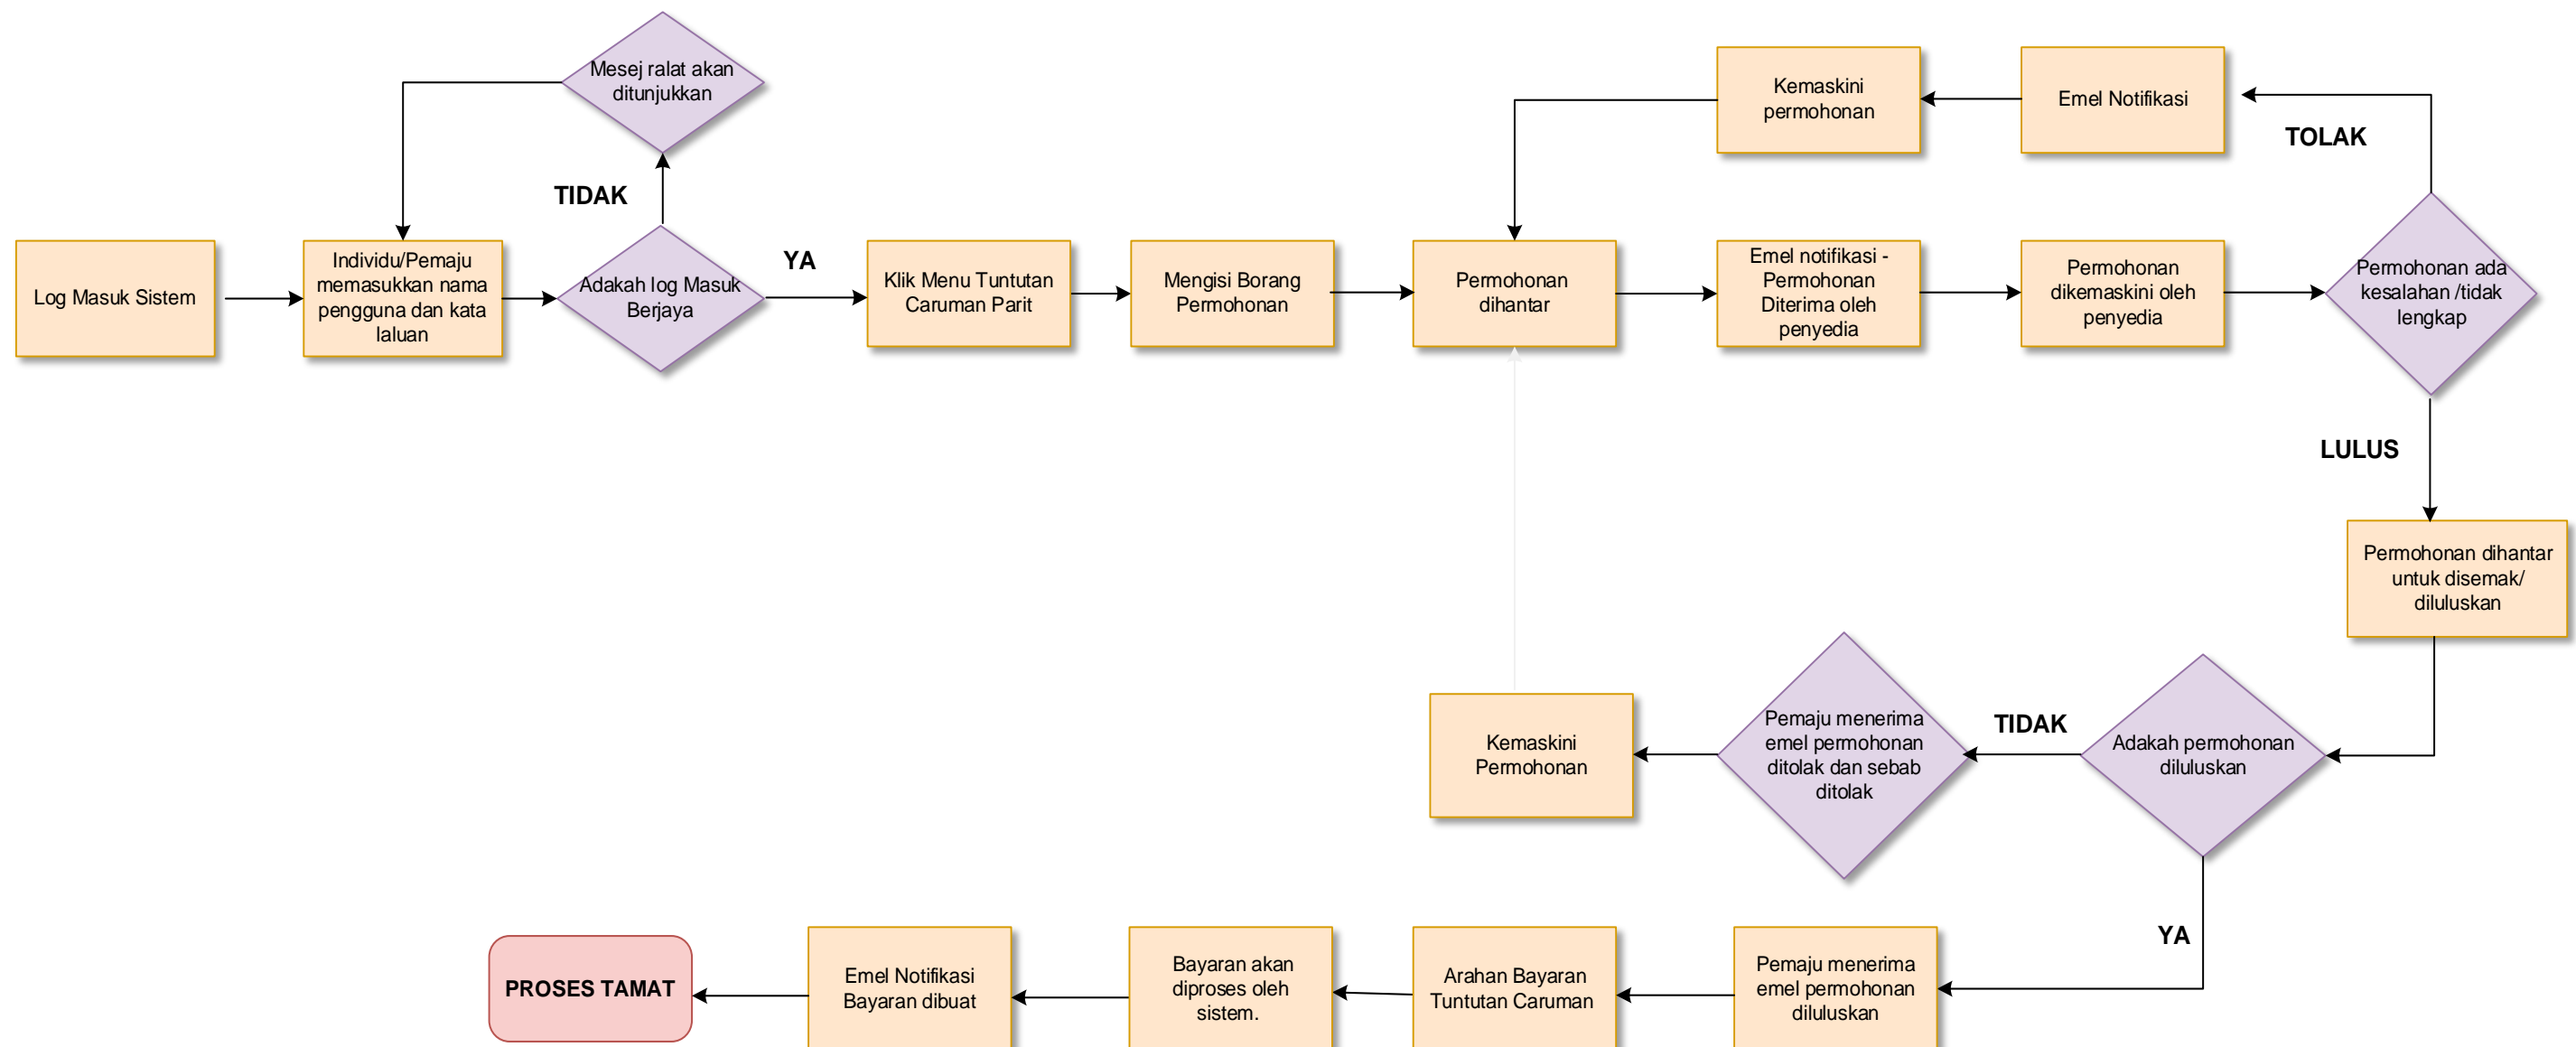 Mesej ralat akan
ditunjukkan
Kemaskini
permohonan
Emel Notifikasi
TOLAK
TIDAK
Log Masuk Sistem
Individu/Pemaju
memasukkan nama
pengguna dan kata
laluan
Adakah log Masuk
Berjaya
YA
Klik Menu Tuntutan
Caruman Parit
Mengisi Borang
Permohonan
Permohonan
dihantar
Emel notifikasi -
Permohonan
Diterima oleh
penyedia
Permohonan
dikemaskini oleh
penyedia
Permohonan ada
kesalahan /tidak
lengkap
LULUS
Permohonan dihantar
untuk disemak/
diluluskan
Adakah permohonan
diluluskan
TIDAK
Pemaju menerima
emel permohonan
ditolak dan sebab
ditolak
Kemaskini
Permohonan
YA
Pemaju menerima
emel permohonan
diluluskan
Arahan Bayaran
Tuntutan Caruman
Bayaran akan
diproses oleh
sistem.
Emel Notifikasi
Bayaran dibuat
PROSES TAMAT